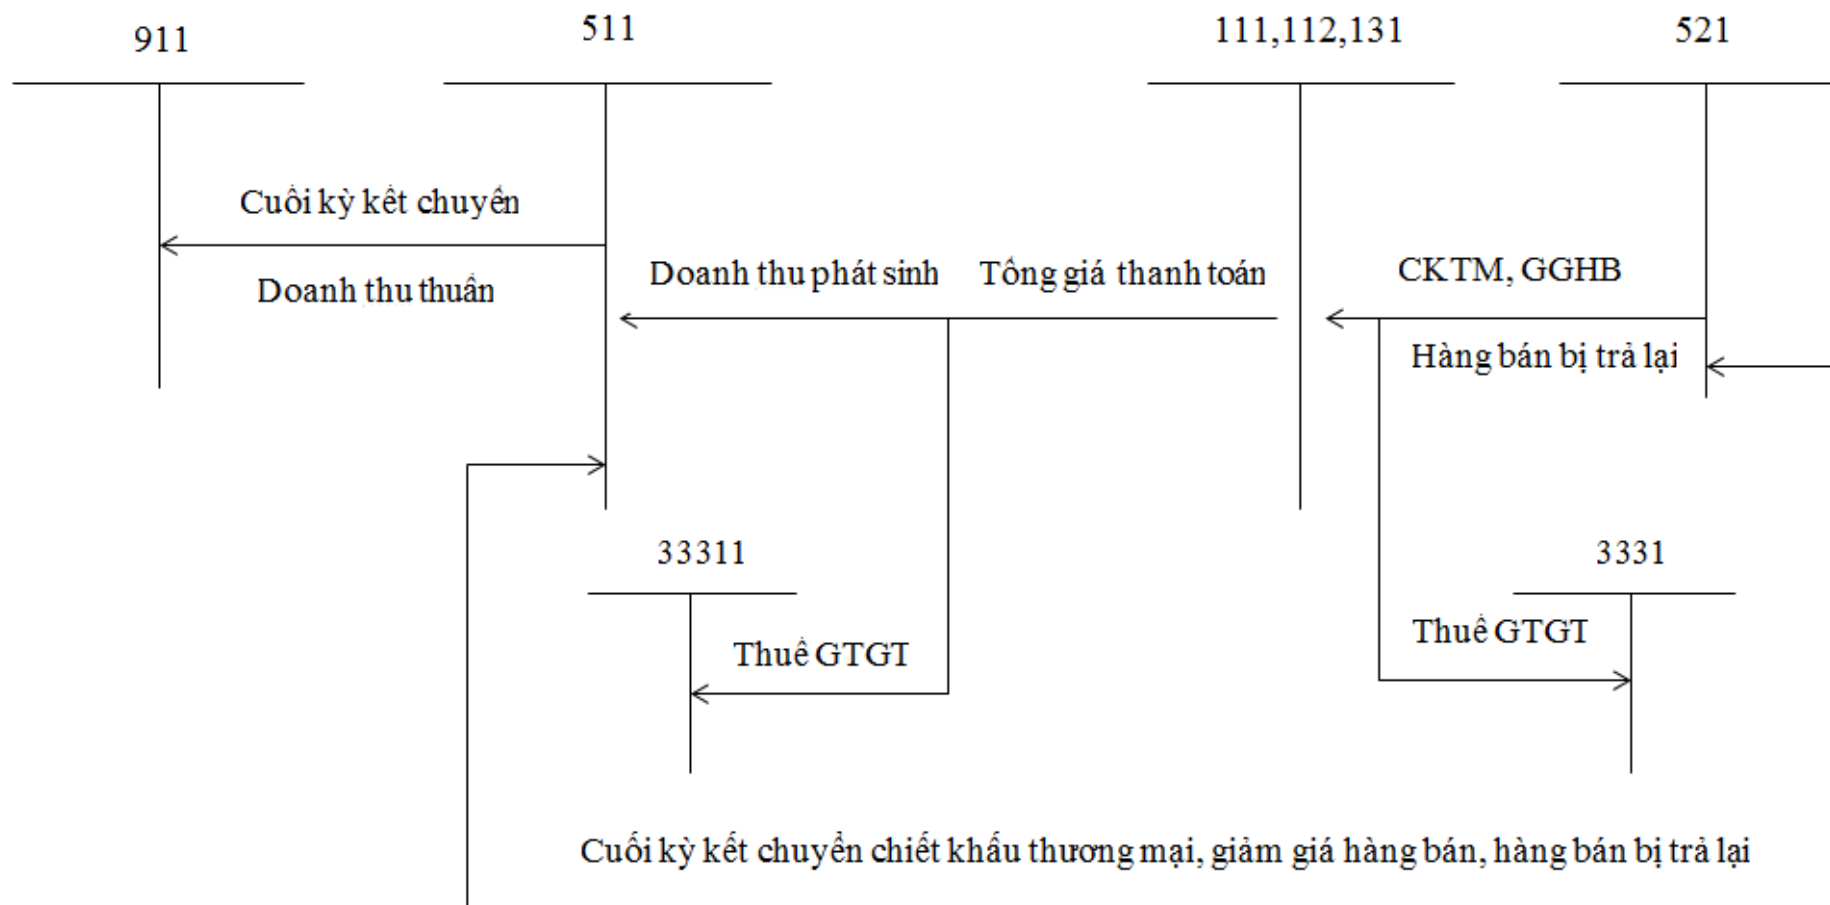 911
511
111,112,131
521
Cuối kỳ kết chuyển
Doanh thu thuần
Doanh thu phát sinh
Tổng giá thanh toán
CKTM, GGHB
Hàng bán bị trả lại
33311
3331
Thuế GTGT
Thuế GTGT
Cuối kỳ kết chuyển chiết khấu thương mại, giảm giá hàng bán, hàng bán bị trả lại